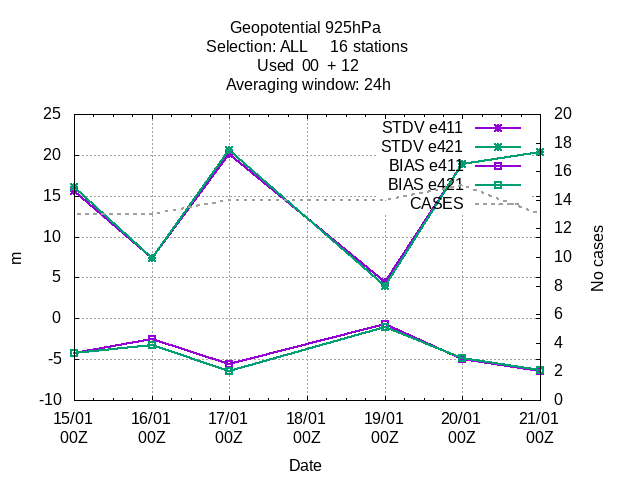 Geopotential 925hPa
Selection: ALL     16 stations
Used  00  + 12
Averaging window: 24h
25
20
15
10
5
0
-5
-10
m
20
18
16
14
12
10
8
6
4
2
0
No cases
STDV e411
STDV e421
BIAS e411
BIAS e421
CASES
15/01 16/01 17/01 18/01 19/01 20/01 21/01
00Z 00Z 00Z 00Z 00Z 00Z 00Z
Date